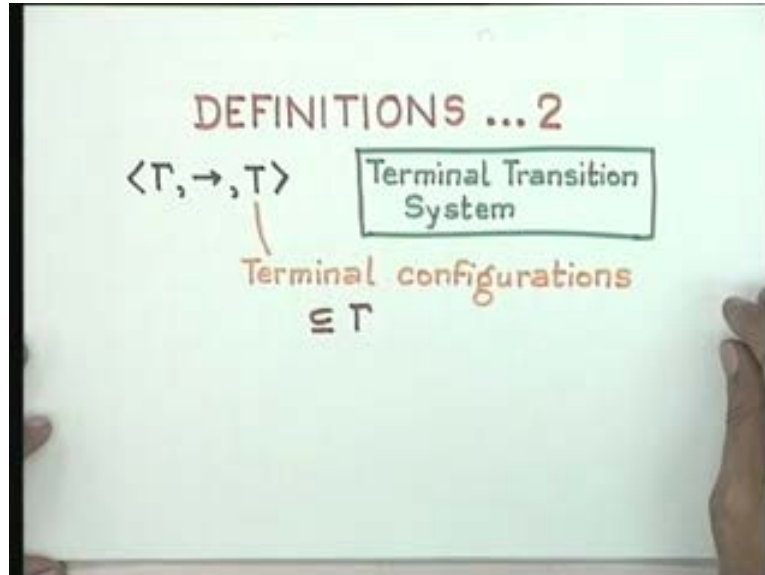 DEFINITIONS ... 2
⟨Γ, →, T⟩
Terminal Transition
System
Terminal configurations
⊆ Γ